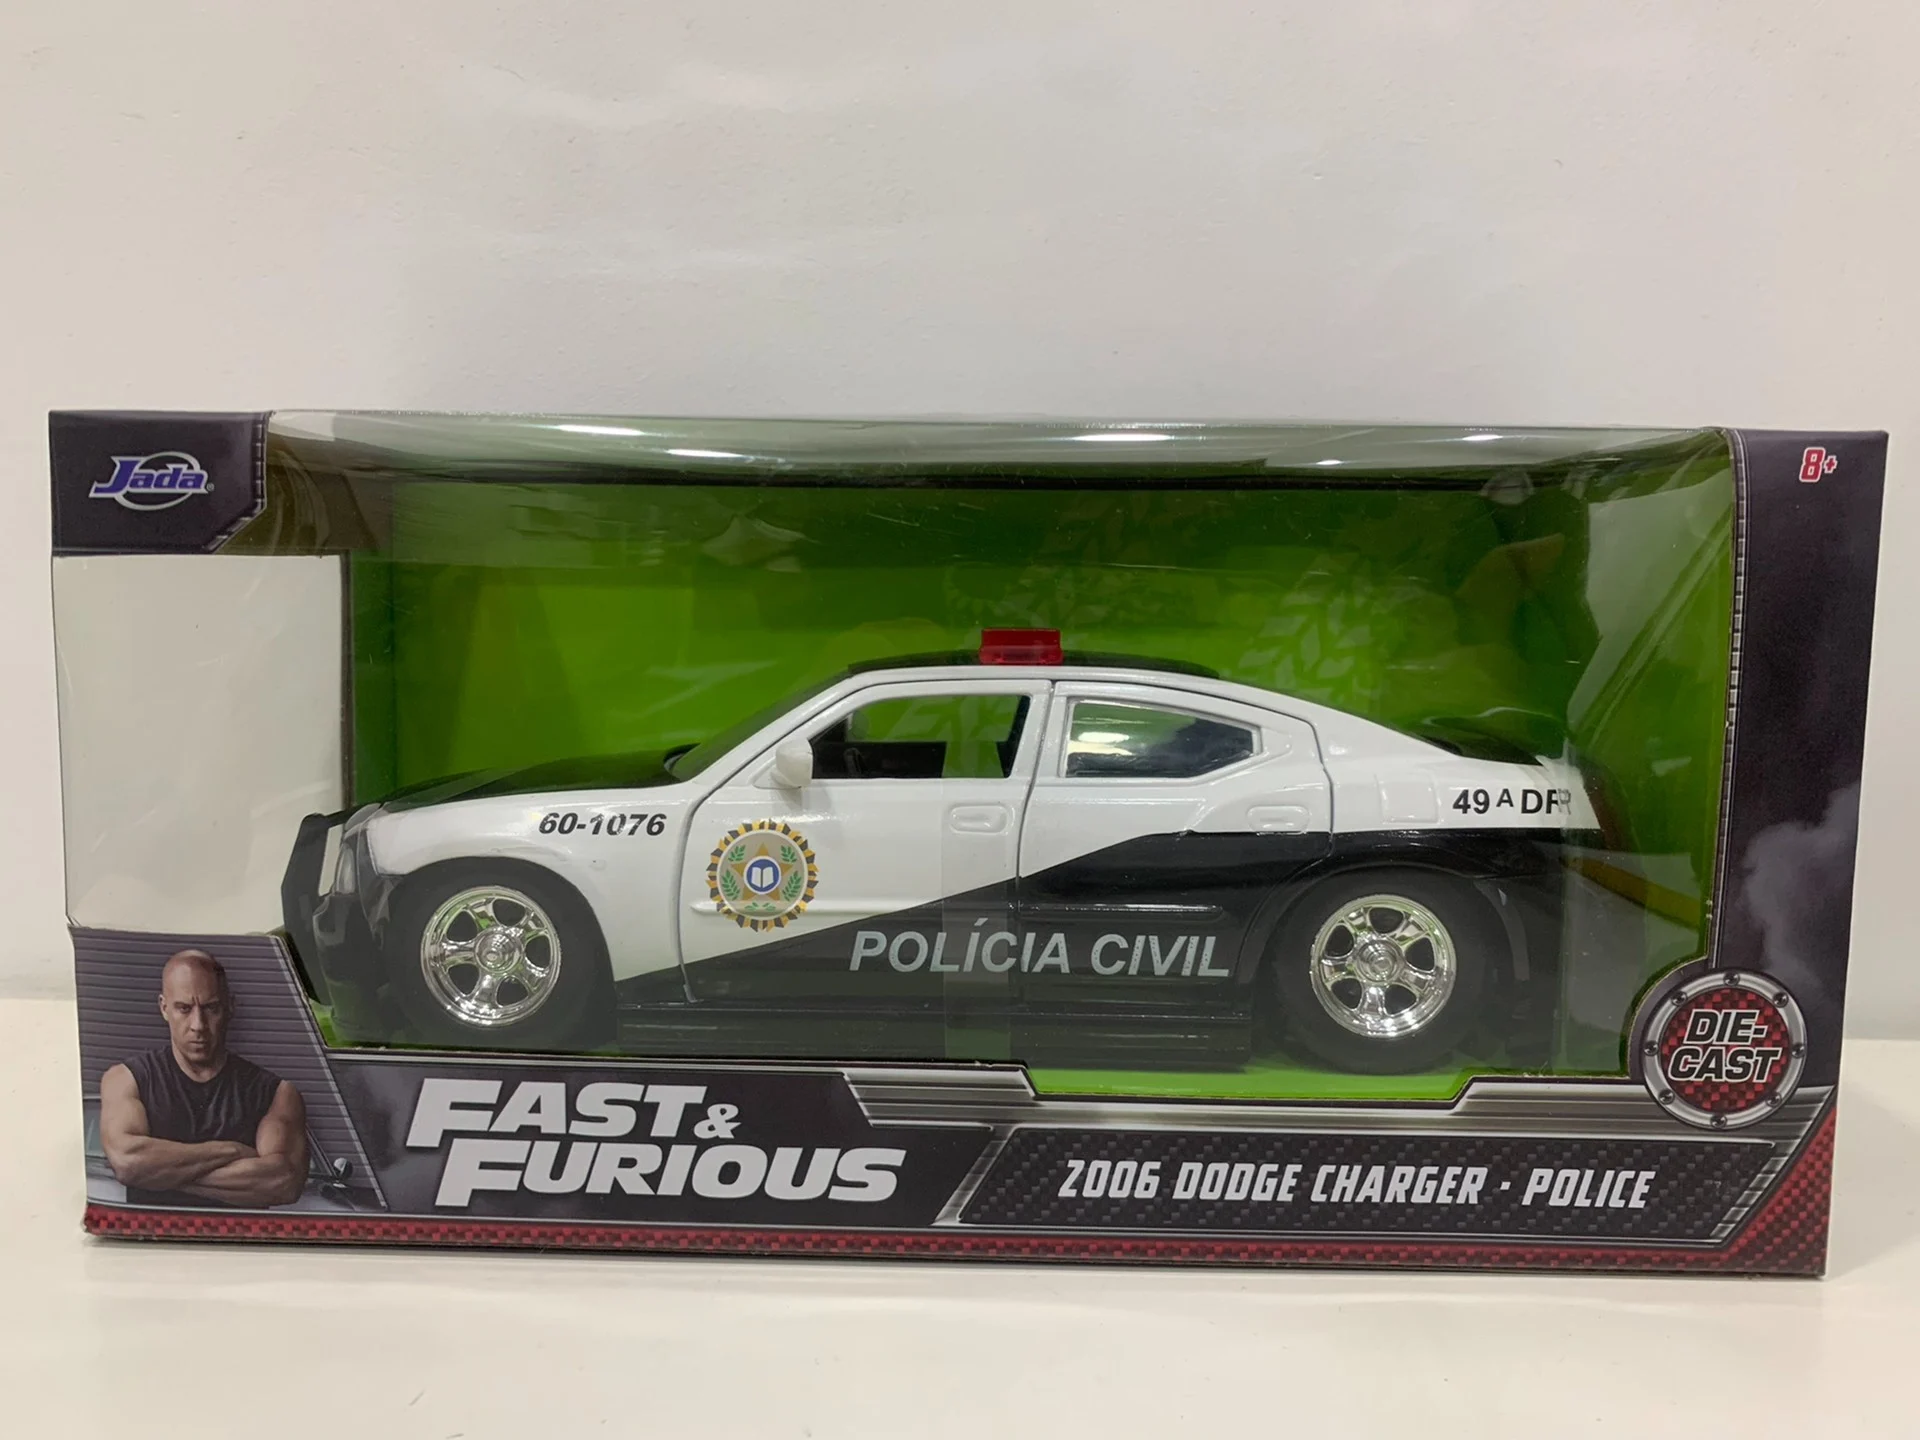 Jada
8+
60-1076
49 A DP
POLÍCIA CIVIL
DIE-
CAST
FAST &
FURIOUS
2006 DODGE CHARGER · POLICE